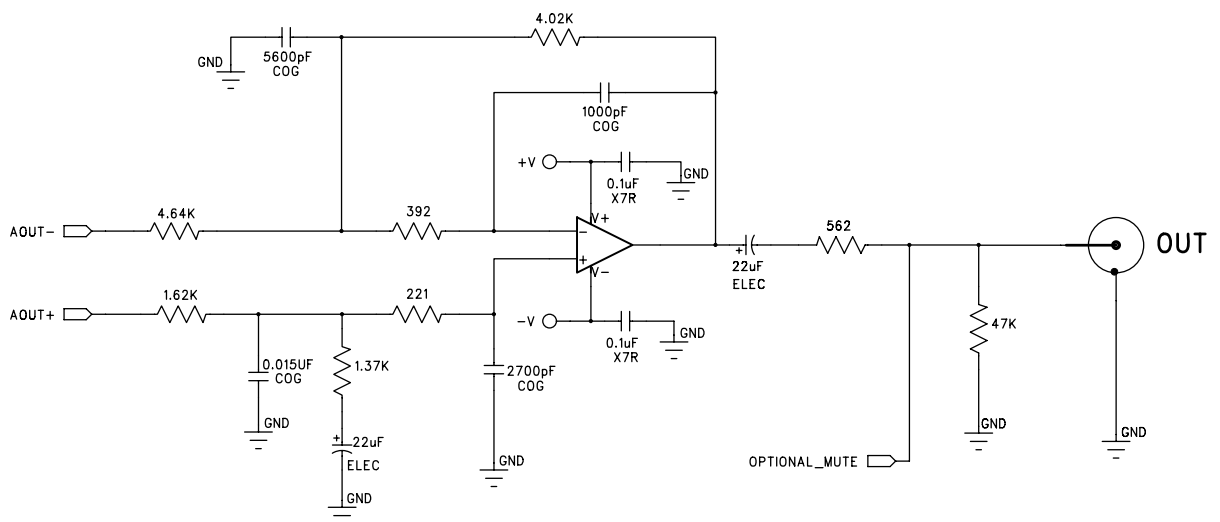 4.02K
GND
5600pF
COG
1000pF
COG
+V
0.1uF
X7R
GND
V+
AOUT-
4.64K
392
-
+
V-
562
OUT
+
22uF
ELEC
AOUT+
1.62K
221
-V
0.1uF
X7R
GND
47K
0.015UF
COG
1.37K
2700pF
COG
GND
+
22uF
ELEC
GND
GND
GND
GND
OPTIONAL_MUTE